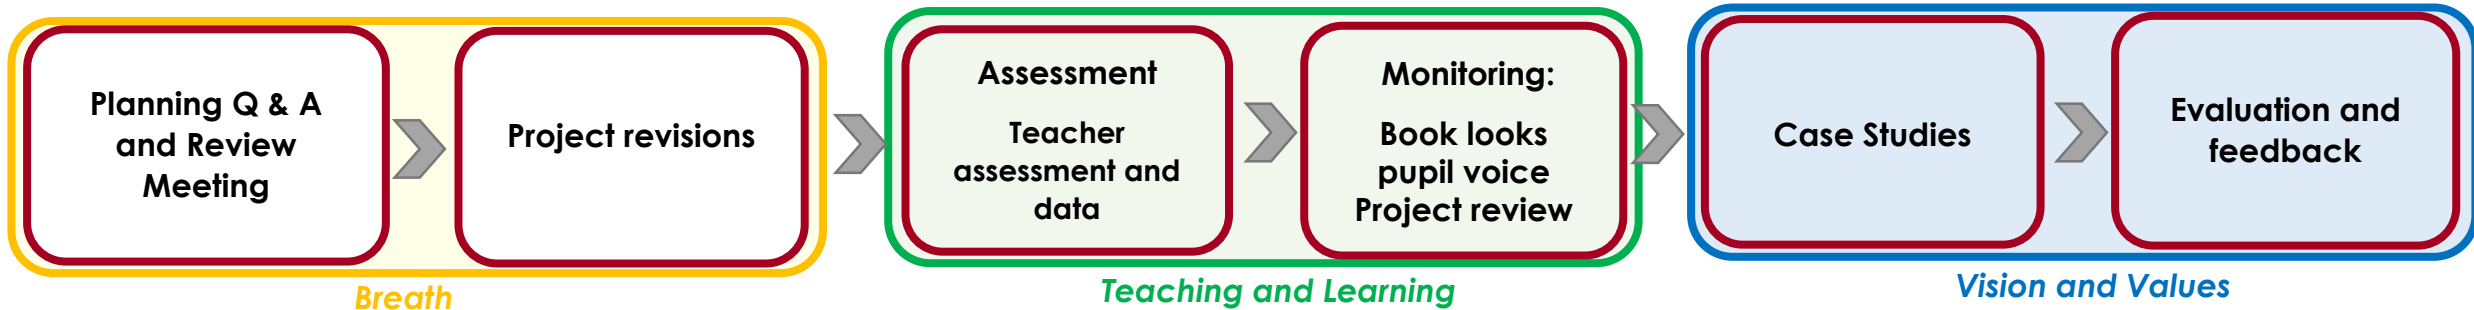 Planning Q & A
and Review
Meeting
Project revisions
Breath
Assessment
Teacher
assessment and
data
Monitoring:
Book looks
pupil voice
Project review
Teaching and Learning
Case Studies
Evaluation and
feedback
Vision and Values